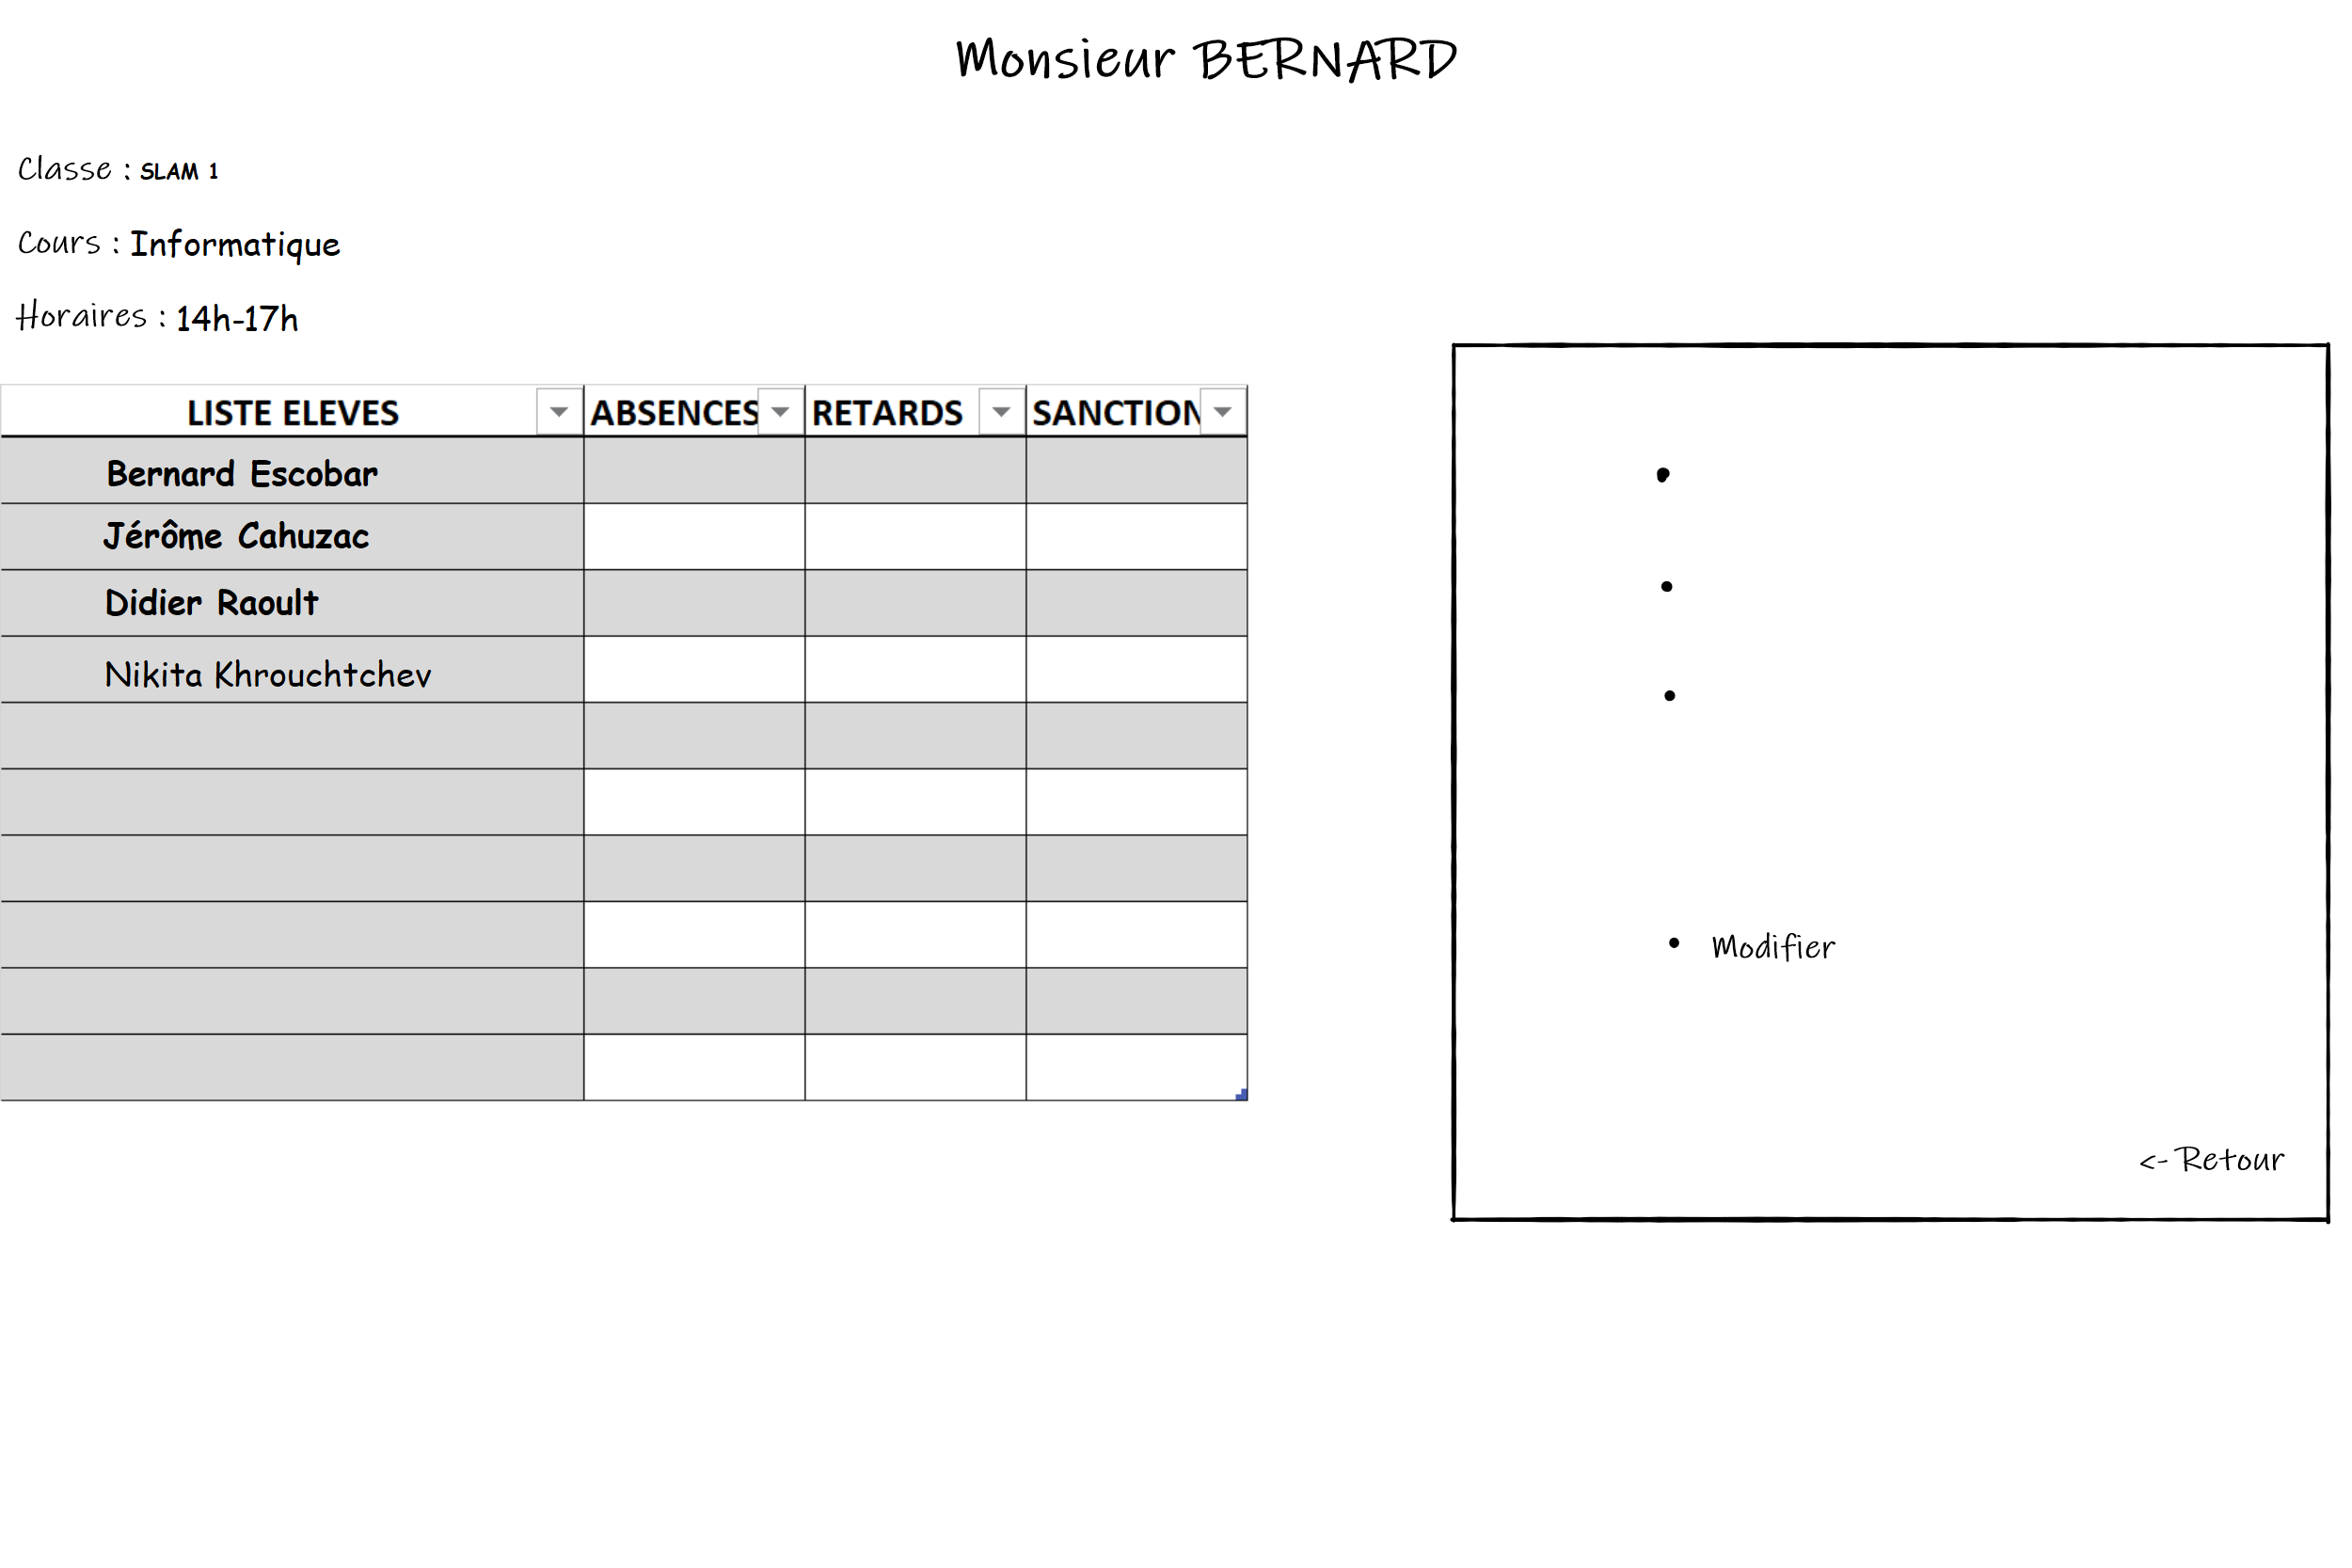 Monsieur BERNARD
Classe : SLAM 1
Cours : Informatique
Horaires : 14h-17h
LISTE ELEVES ABSENCES RETARDS SANCTION
Bernard Escobar
Jérôme Cahuzac
Didier Raoult
Nikita Khrouchtchev
• Modifier
<- Retour